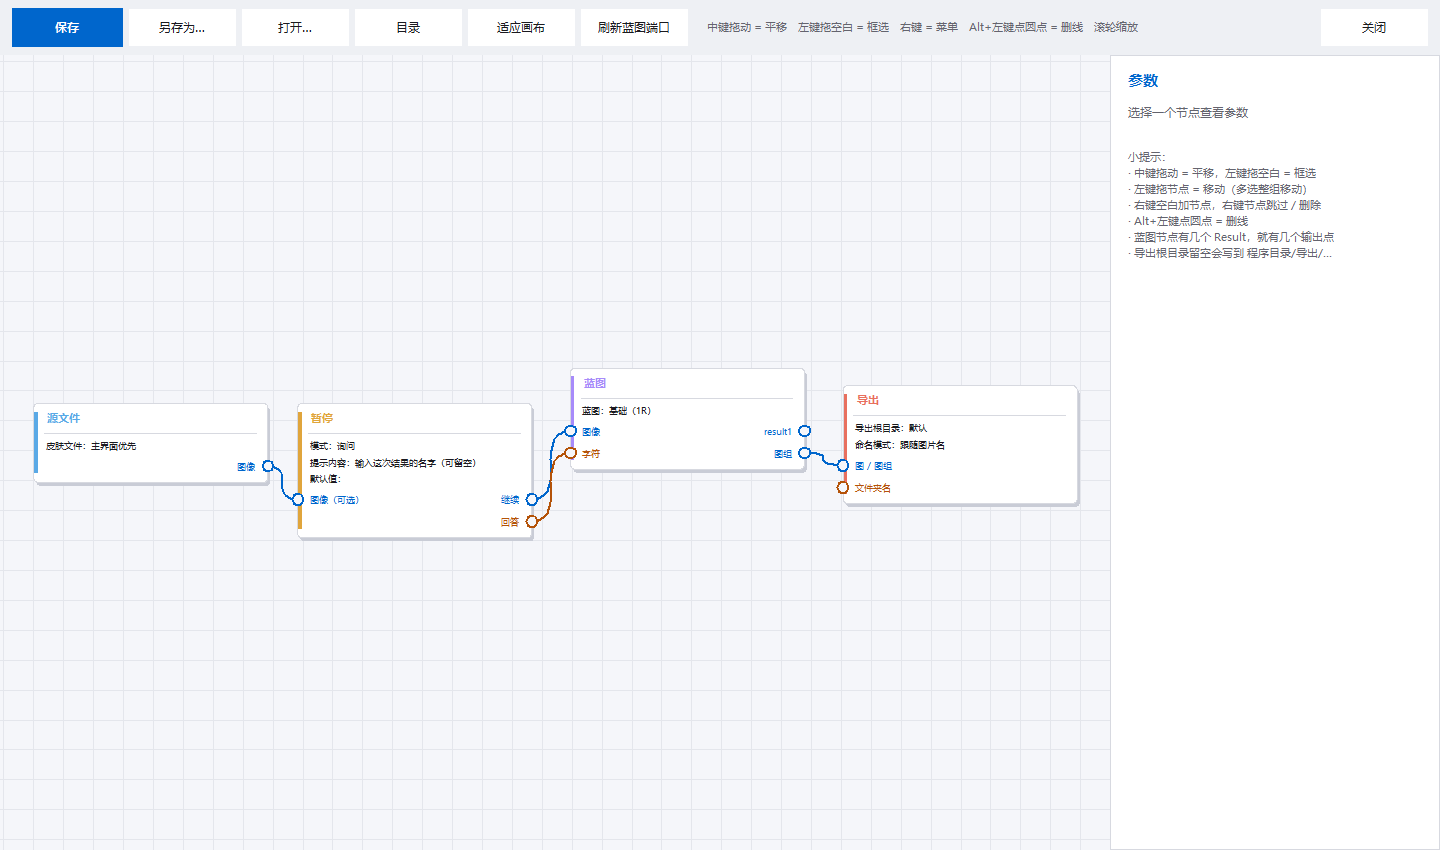 保存
另存为...
打开...
目录
适应画布
刷新蓝图端口
中键拖动 = 平移　左键拖空白 = 框选　右键 = 菜单　Alt+左键点圆点 = 删线　滚轮缩放
关闭
参数
选择一个节点查看参数
小提示：
· 中键拖动 = 平移，左键拖空白 = 框选
· 左键拖节点 = 移动（多选整组移动）
· 右键空白加节点，右键节点跳过 / 删除
· Alt+左键点圆点 = 删线
· 蓝图节点有几个 Result，就有几个输出点
· 导出根目录留空会写到 程序目录/导出/...
源文件
皮肤文件：主界面优先
图像
暂停
模式：询问
提示内容：输入这次结果的名字（可留空）
默认值：
图像（可选）
继续
回答
蓝图
蓝图：基础（1R）
图像
result1
字符
图组
导出
导出根目录：默认
命名模式：跟随图片名
图 / 图组
文件夹名